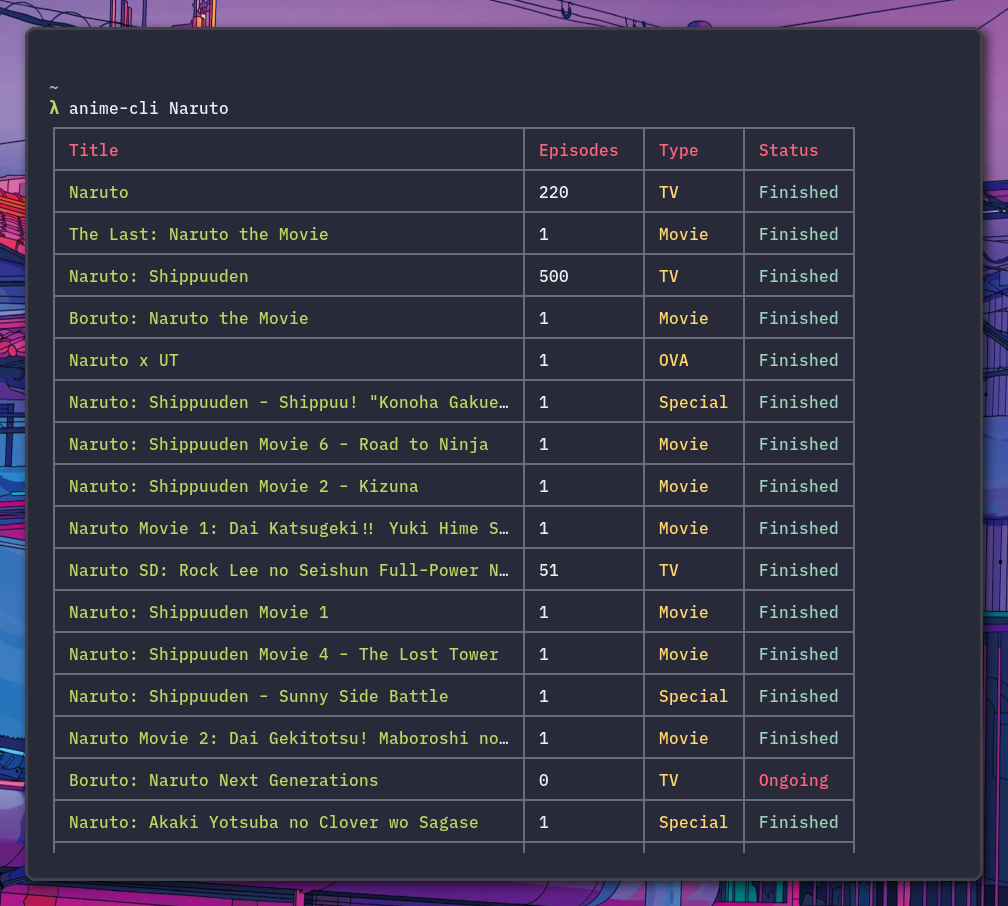 ~
λ anime-cli Naruto
Title Episodes Type Status
Naruto 220 TV Finished
The Last: Naruto the Movie 1 Movie Finished
Naruto: Shippuuden 500 TV Finished
Boruto: Naruto the Movie 1 Movie Finished
Naruto x UT 1 OVA Finished
Naruto: Shippuuden - Shippuu! "Konoha Gakue… 1 Special Finished
Naruto: Shippuuden Movie 6 - Road to Ninja 1 Movie Finished
Naruto: Shippuuden Movie 2 - Kizuna 1 Movie Finished
Naruto Movie 1: Dai Katsugeki!! Yuki Hime S… 1 Movie Finished
Naruto SD: Rock Lee no Seishun Full-Power N… 51 TV Finished
Naruto: Shippuuden Movie 1 1 Movie Finished
Naruto: Shippuuden Movie 4 - The Lost Tower 1 Movie Finished
Naruto: Shippuuden - Sunny Side Battle 1 Special Finished
Naruto Movie 2: Dai Gekitotsu! Maboroshi no… 1 Movie Finished
Boruto: Naruto Next Generations 0 TV Ongoing
Naruto: Akaki Yotsuba no Clover wo Sagase 1 Special Finished